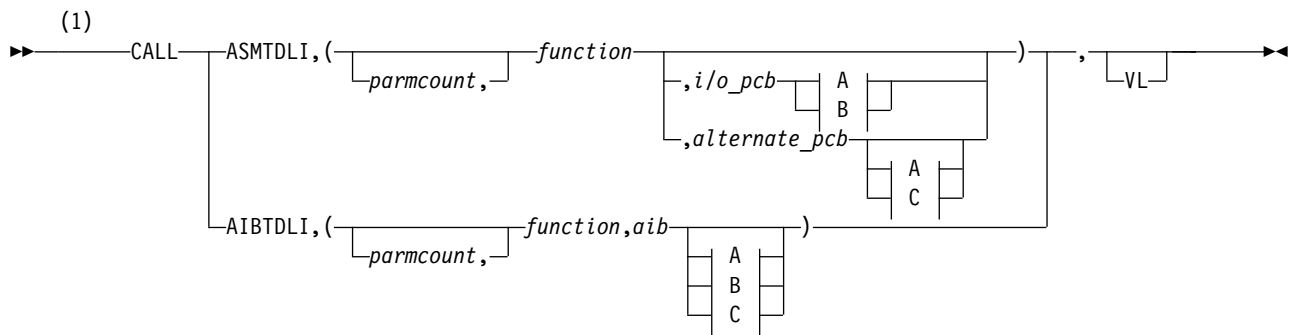 (1)
CALL ASMTDLI,( function ) , 
parmcount, ,i/o_pcb A VL
B
,alternate_pcb
A
C
AIBTDLI,( function,aib )
parmcount, A
B
C